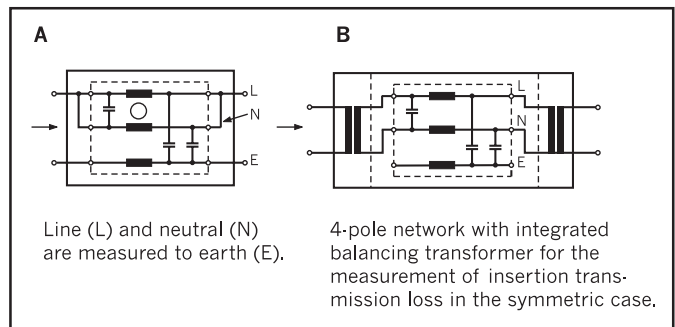 A
B
L
N
E
L
N
E
Line (L) and neutral (N)
are measured to earth (E).
4-pole network with integrated
balancing transformer for the
measurement of insertion trans-
mission loss in the symmetric case.